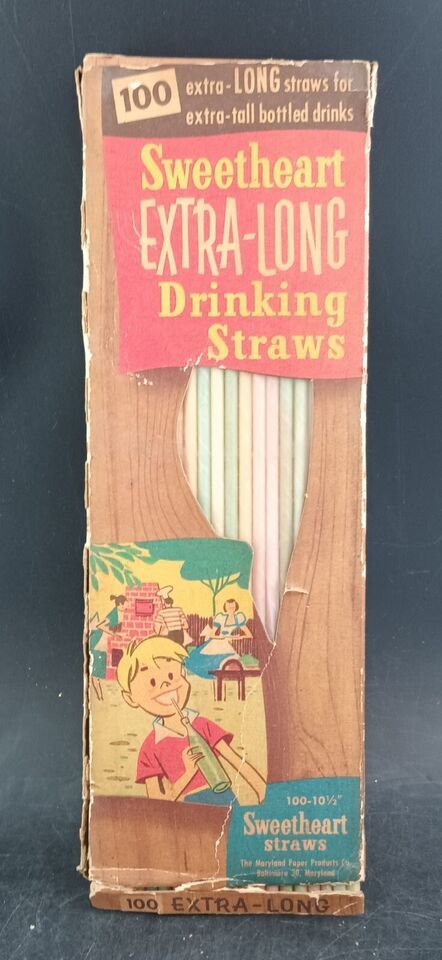 100 extra-LONG straws for
extra-tall bottled drinks
Sweetheart
EXTRA-LONG
Drinking
Straws
100-10½"
Sweetheart
straws
The Maryland Paper Products Co.
Baltimore 30, Maryland
100 EXTRA-LONG